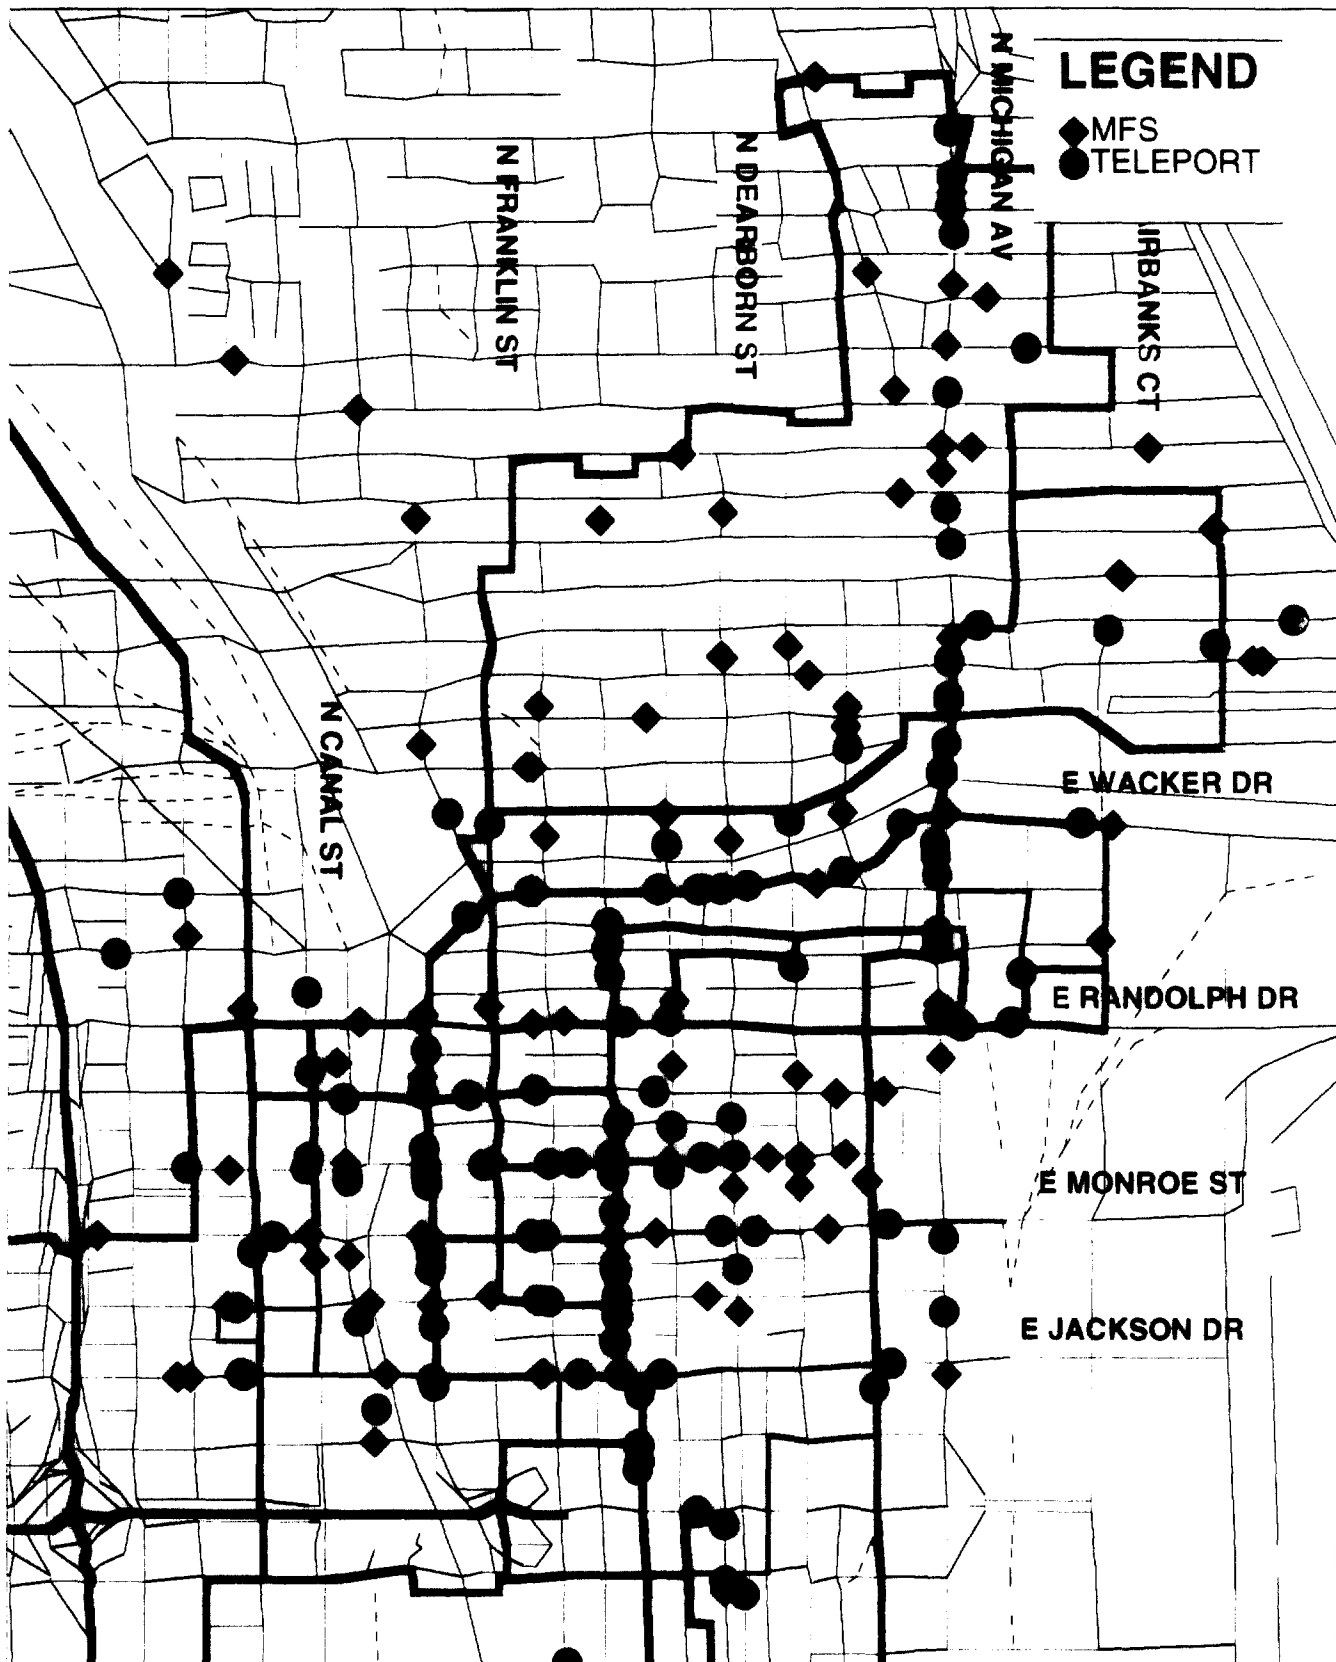 N MICHIGAN AV
LEGEND
MFS
TELEPORT
N FRANKLIN ST
N DEARBORN ST
IRBANKS CT
N CANAL ST
E WACKER DR
E RANDOLPH DR
E MONROE ST
E JACKSON DR